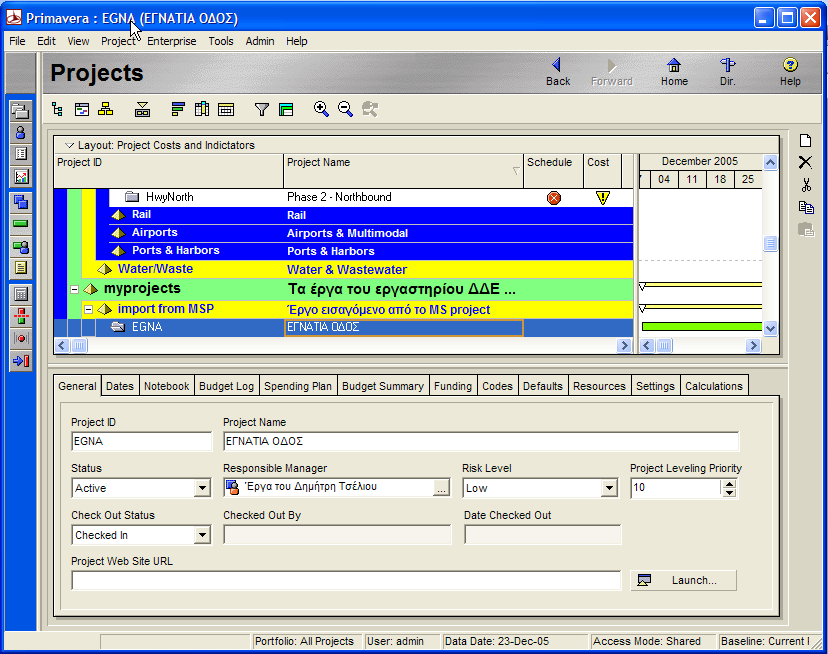 Primavera : EGNA (ΕΓΝΑΤΙΑ ΟΔΟΣ)
File Edit View Project Enterprise Tools Admin Help
Projects
Back Forward Home Dir. Help
Layout: Project Costs and Indictators
Project ID Project Name Schedule Cost December 2005
04 11 18 25
HwyNorth Phase 2 - Northbound
Rail Rail
Airports Airports & Multimodal
Ports & Harbors Ports & Harbors
Water/Waste Water & Wastewater
myprojects Τα έργα του εργαστηρίου ΔΔΕ ...
import from MSP Έργο εισαγόμενο από το MS project
EGNA ΕΓΝΑΤΙΑ ΟΔΟΣ
General Dates Notebook Budget Log Spending Plan Budget Summary Funding Codes Defaults Resources Settings Calculations
Project ID Project Name
EGNA ΕΓΝΑΤΙΑ ΟΔΟΣ
Status Responsible Manager Risk Level Project Leveling Priority
Active Έργα του Δημήτρη Τσέλιου ... Low 10
Check Out Status Checked Out By Date Checked Out
Checked In
Project Web Site URL
Launch...
Portfolio: All Projects User: admin Data Date: 23-Dec-05 Access Mode: Shared Baseline: Current